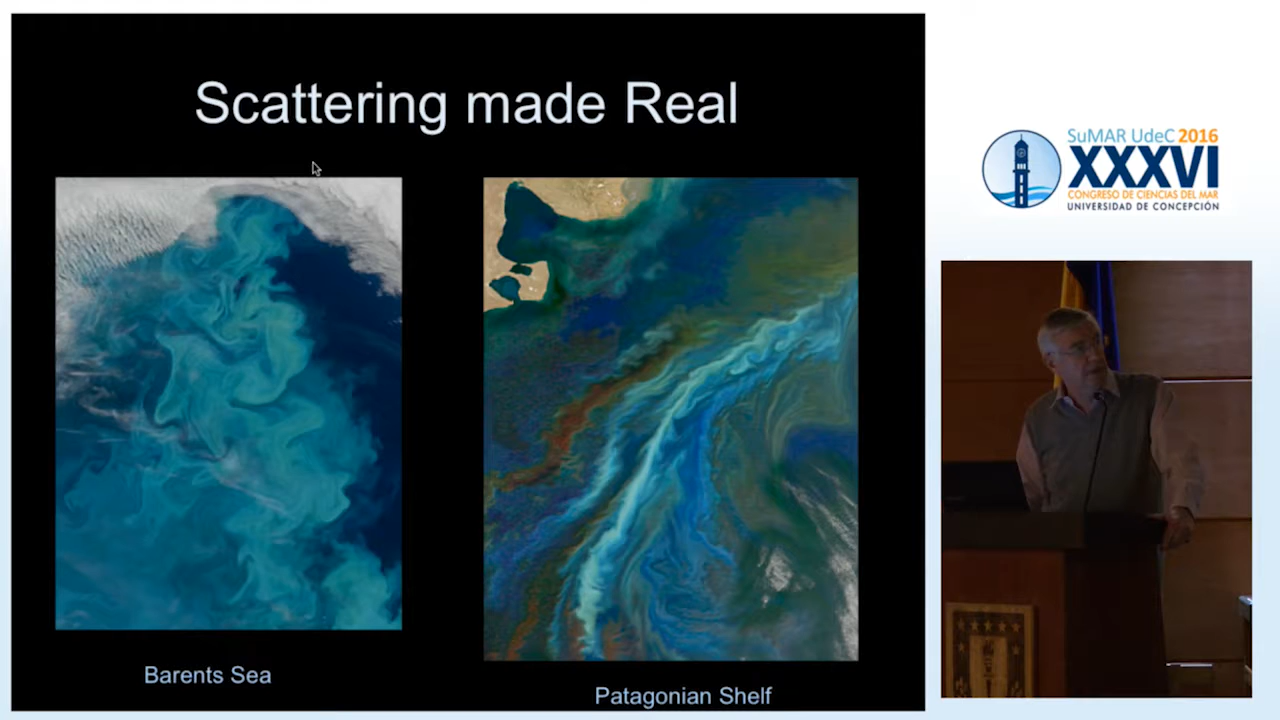 Scattering made Real
Barents Sea
Patagonian Shelf
SuMAR UdeC 2016
XXXVI
CONGRESO DE CIENCIAS DEL MAR
UNIVERSIDAD DE CONCEPCIÓN